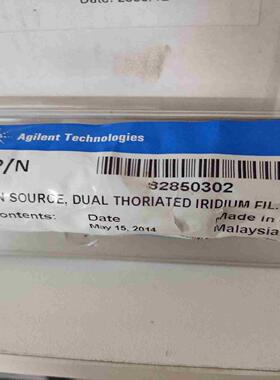 Agilent Technologies
P/N
82850302
N SOURCE, DUAL THORIATED IRIDIUM FIL.
ontents:
Date
May 15, 2014
Made in
Malaysia